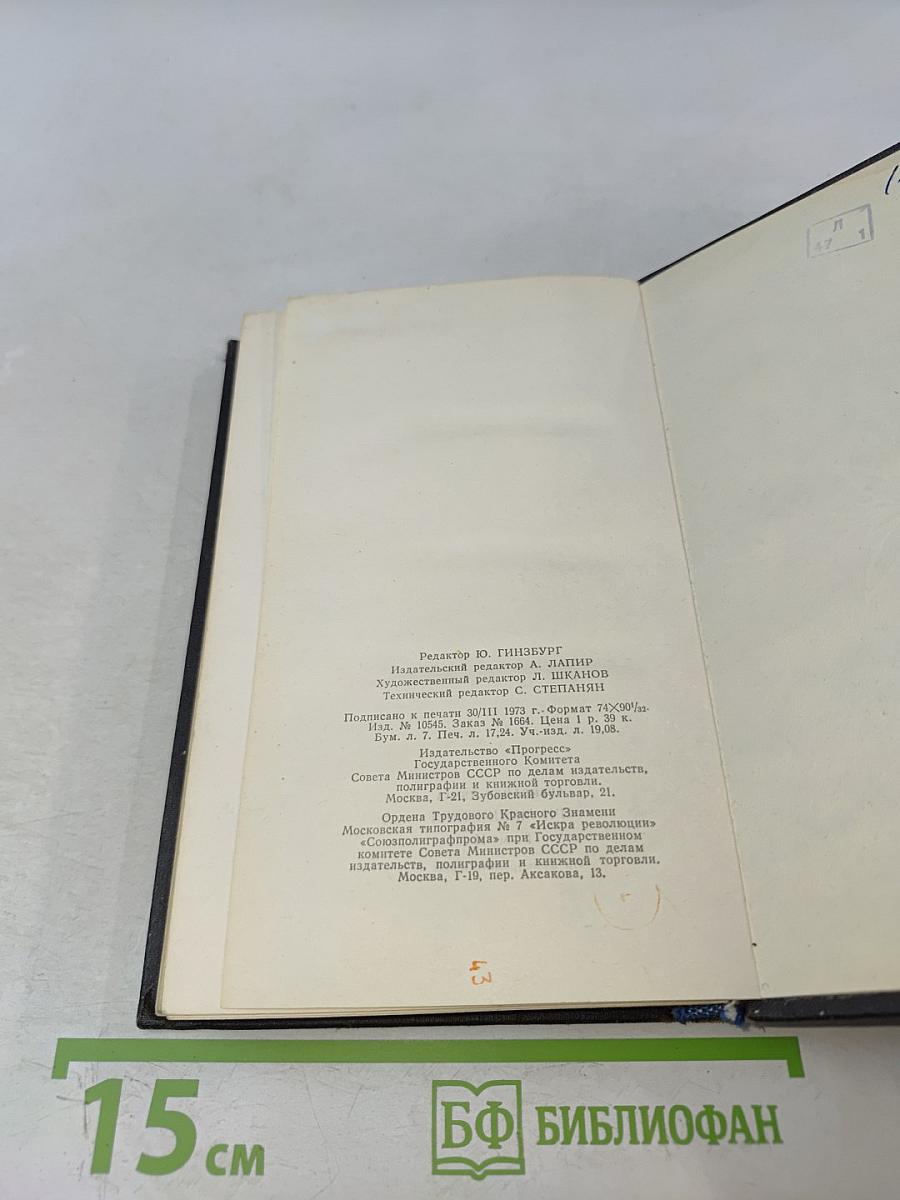 Л
47 1
Редактор Ю. ГИНЗБУРГ
Издательский редактор А. ЛАПИР
Художественный редактор Л. ШКАНОВ
Технический редактор С. СТЕПАНЯН
Подписано к печати 30/III 1973 г. Формат 74×90¹/₃₂.
Изд. № 10545. Заказ № 1664. Цена 1 р. 39 к.
Бум. л. 7. Печ. л. 17,24. Уч.-изд. л. 19,08.
Издательство «Прогресс»
Государственного Комитета
Совета Министров СССР по делам издательств,
полиграфии и книжной торговли.
Москва, Г-21, Зубовский бульвар, 21.
Ордена Трудового Красного Знамени
Московская типография № 7 «Искра революции»
«Союзполиграфпрома» при Государственном
комитете Совета Министров СССР по делам
издательств, полиграфии и книжной торговли.
Москва, Г-19, пер. Аксакова, 13.
43
15 см
БФ БИБЛИОФАН